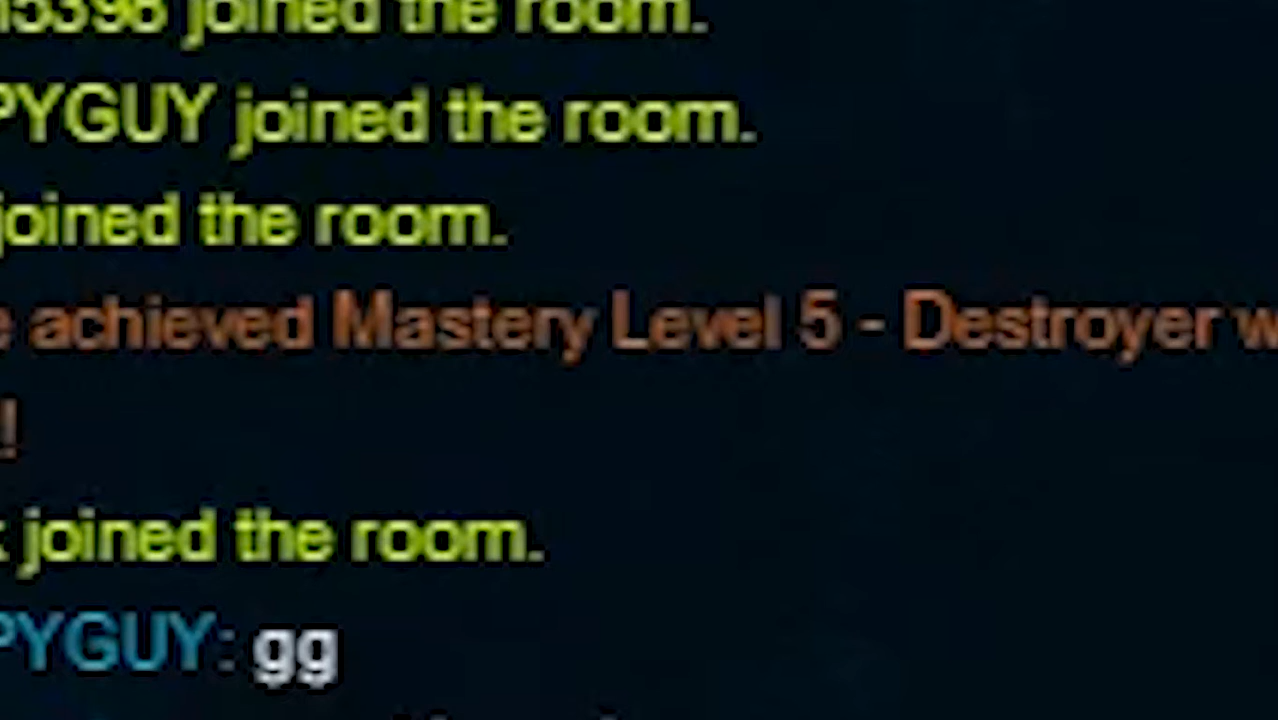 joined the room.
PYGUY joined the room.
joined the room.
achieved Mastery Level 5 - Destroyer
!
joined the room.
PYGUY: gg